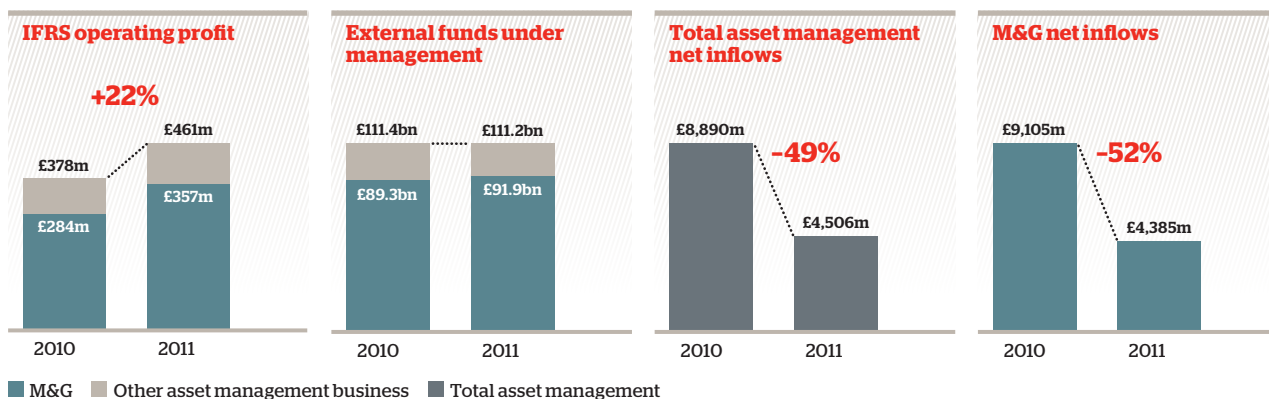 IFRS operating profit
+22%
£461m
£378m
£357m
£284m
2010 2011
External funds under
management
£111.4bn £111.2bn
£89.3bn £91.9bn
2010 2011
Total asset management
net inflows
£8,890m
-49%
£4,506m
2010 2011
M&G net inflows
£9,105m
-52%
£4,385m
2010 2011
M&G Other asset management business Total asset management